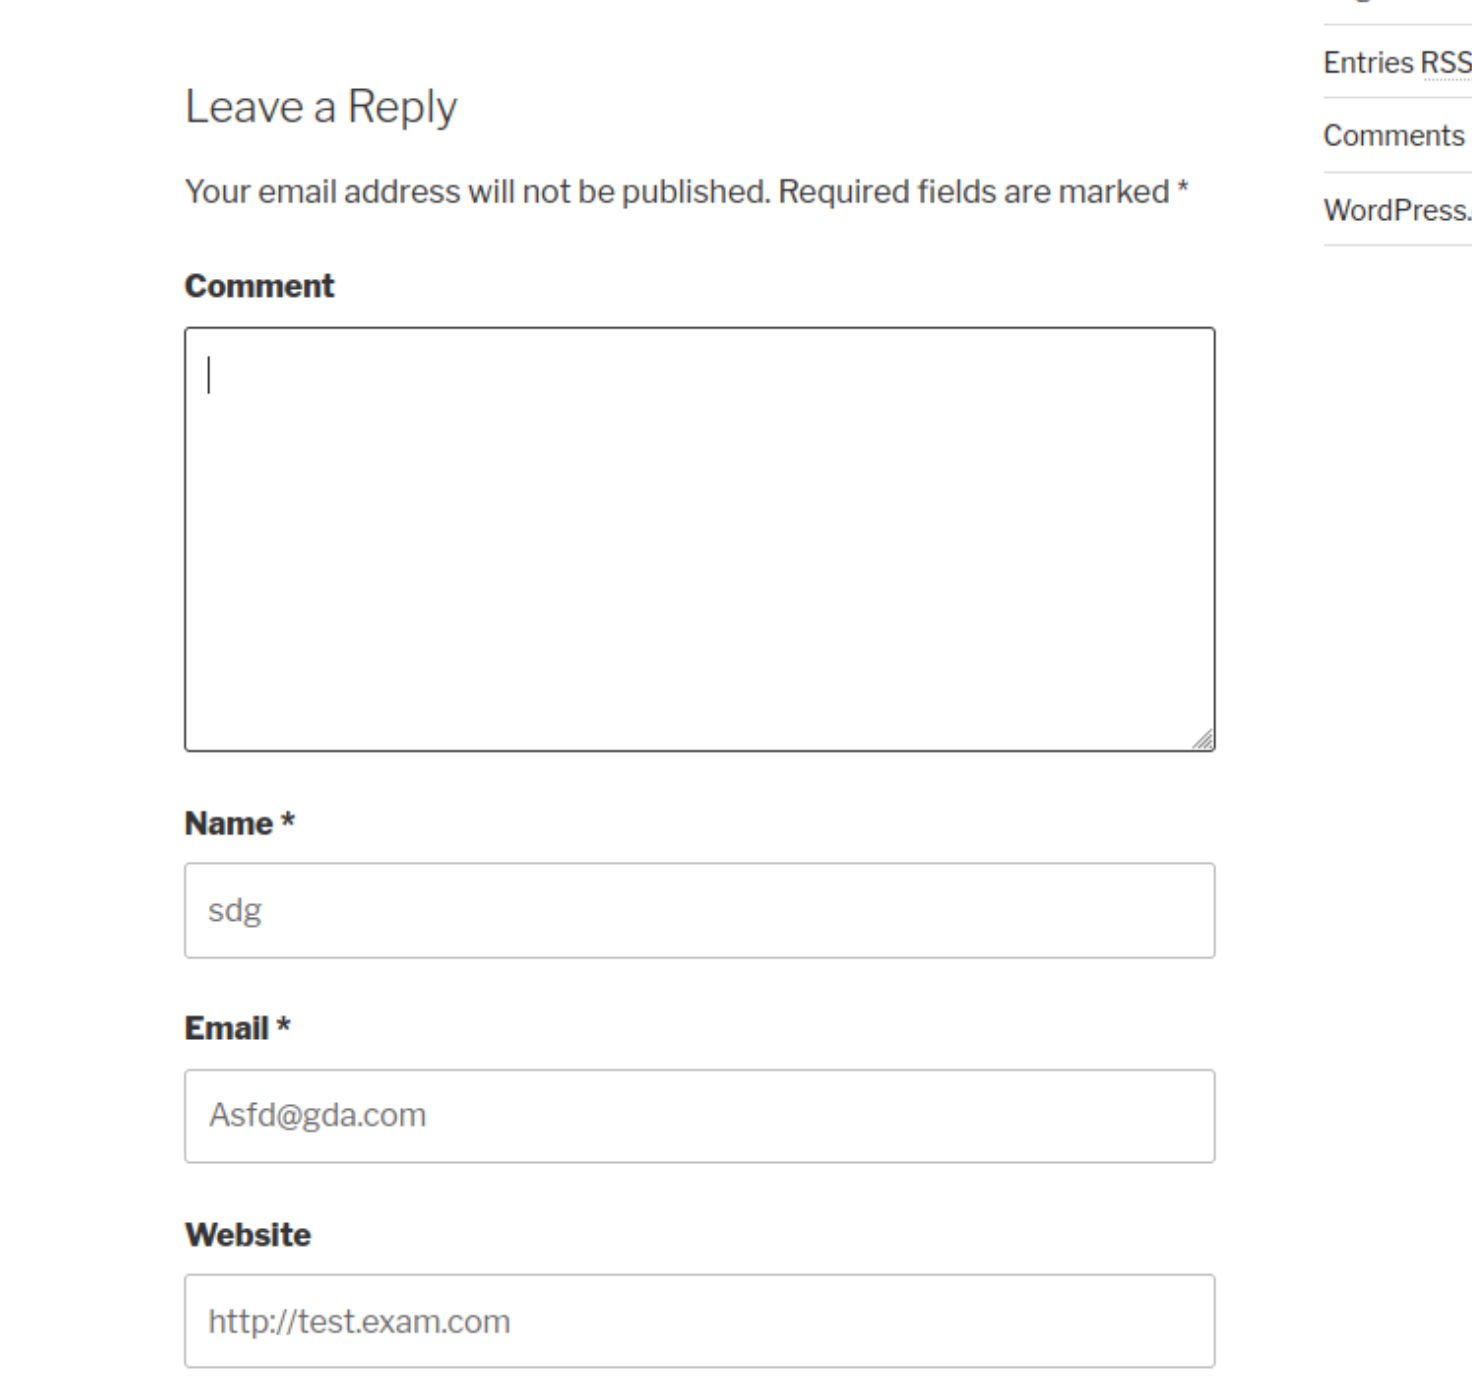 Leave a Reply
Your email address will not be published. Required fields are marked *
Comment
Name *
sdg
Email *
Asfd@gda.com
Website
http://test.exam.com
Entries RSS
Comments
WordPress.